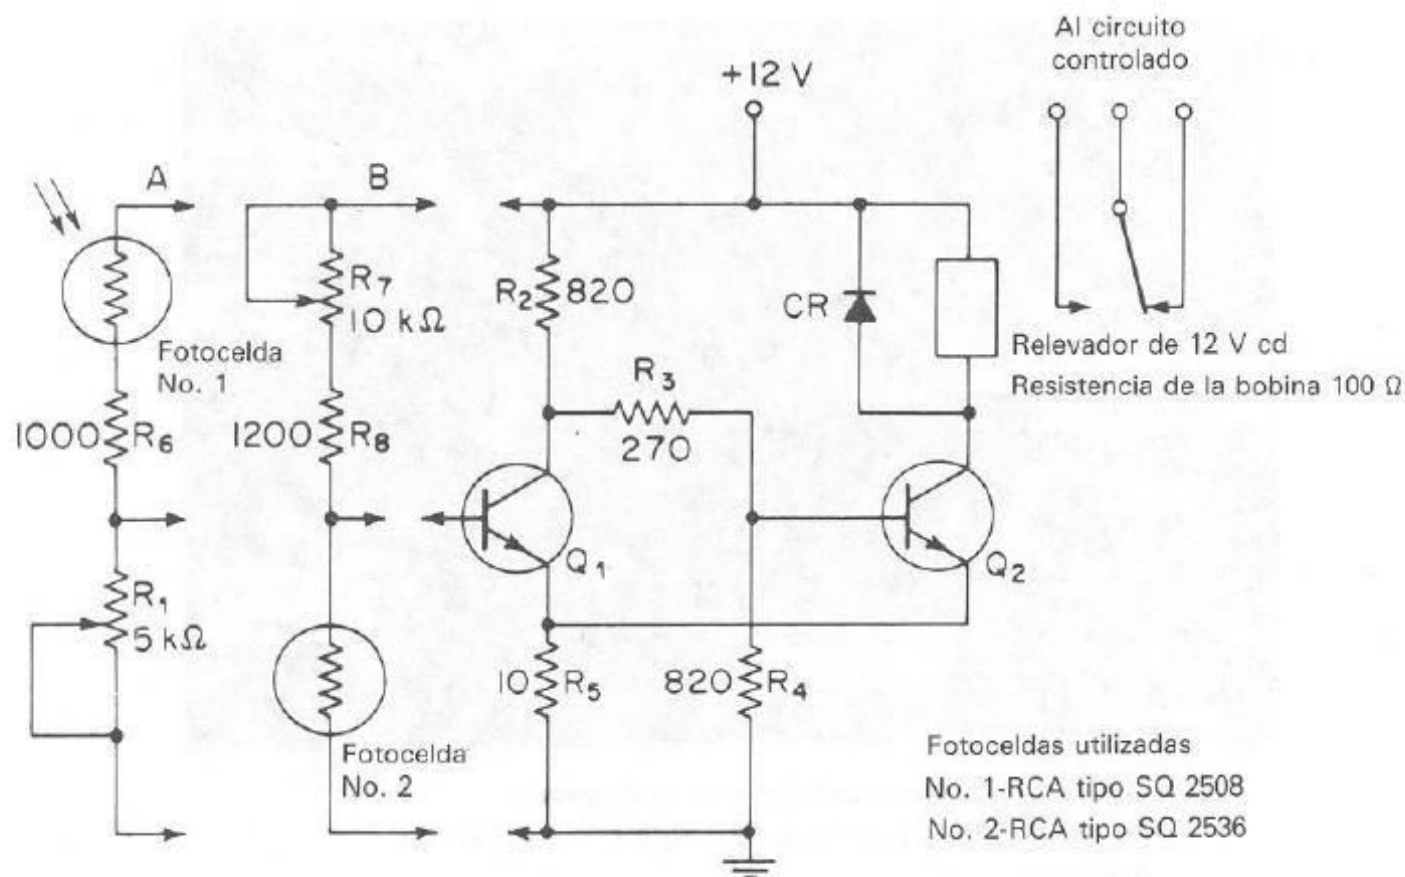 Al circuito
controlado
+12 V
A
B
R7
10 kΩ
R2 820
CR
Fotocelda
No. 1
R3
270
Relevador de 12 V cd
Resistencia de la bobina 100 Ω
1000 R6
1200 R8
Q1
Q2
R1
5 kΩ
10 R5
820 R4
Fotocelda
No. 2
Fotoceldas utilizadas
No. 1-RCA tipo SQ 2508
No. 2-RCA tipo SQ 2536